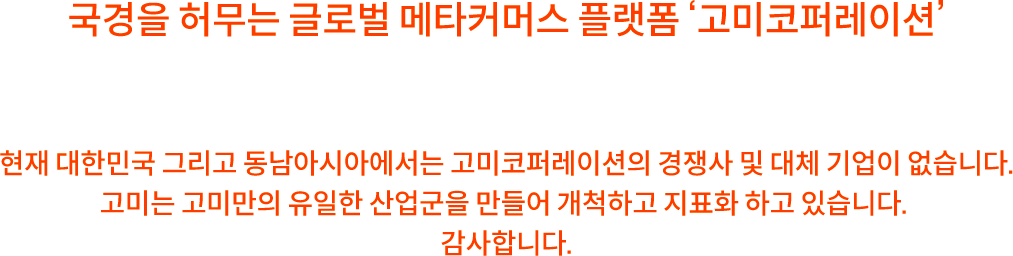 국경을 허무는 글로벌 메타커머스 플랫폼 ‘고미코퍼레이션’
현재 대한민국 그리고 동남아시아에서는 고미코퍼레이션의 경쟁사 및 대체 기업이 없습니다.
고미는 고미만의 유일한 산업군을 만들어 개척하고 지표화 하고 있습니다.
감사합니다.